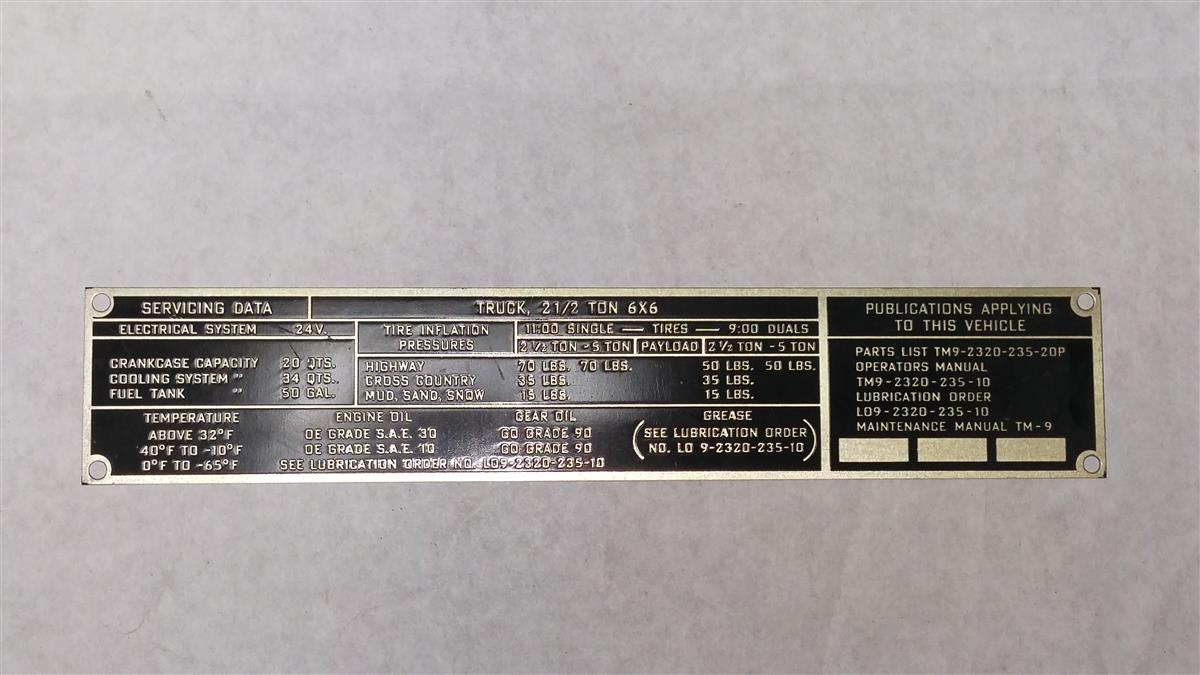 SERVICING DATA
TRUCK, 2 1/2 TON 6X6
ELECTRICAL SYSTEM 24V.
CRANKCASE CAPACITY 20 QTS.
COOLING SYSTEM " 34 QTS.
FUEL TANK " 50 GAL.
TIRE INFLATION
PRESSURES
11:00 SINGLE — TIRES — 9:00 DUALS
2 1/2 TON - 5 TON PAYLOAD 2 1/2 TON - 5 TON
HIGHWAY 70 LBS. 70 LBS. 50 LBS. 50 LBS.
CROSS COUNTRY 35 LBS. 35 LBS.
MUD, SAND, SNOW 15 LBS. 15 LBS.
TEMPERATURE ENGINE OIL GEAR OIL GREASE
ABOVE 32°F OE GRADE S.A.E. 30 GO GRADE 90 (SEE LUBRICATION ORDER
40°F TO -10°F OE GRADE S.A.E. 10 GO GRADE 90 NO. LO 9-2320-235-10)
0°F TO -65°F SEE LUBRICATION ORDER NO. LO9-2320-235-10
PUBLICATIONS APPLYING
TO THIS VEHICLE
PARTS LIST TM9-2320-235-20P
OPERATORS MANUAL
TM9-2320-235-10
LUBRICATION ORDER
LO9-2320-235-10
MAINTENANCE MANUAL TM-9